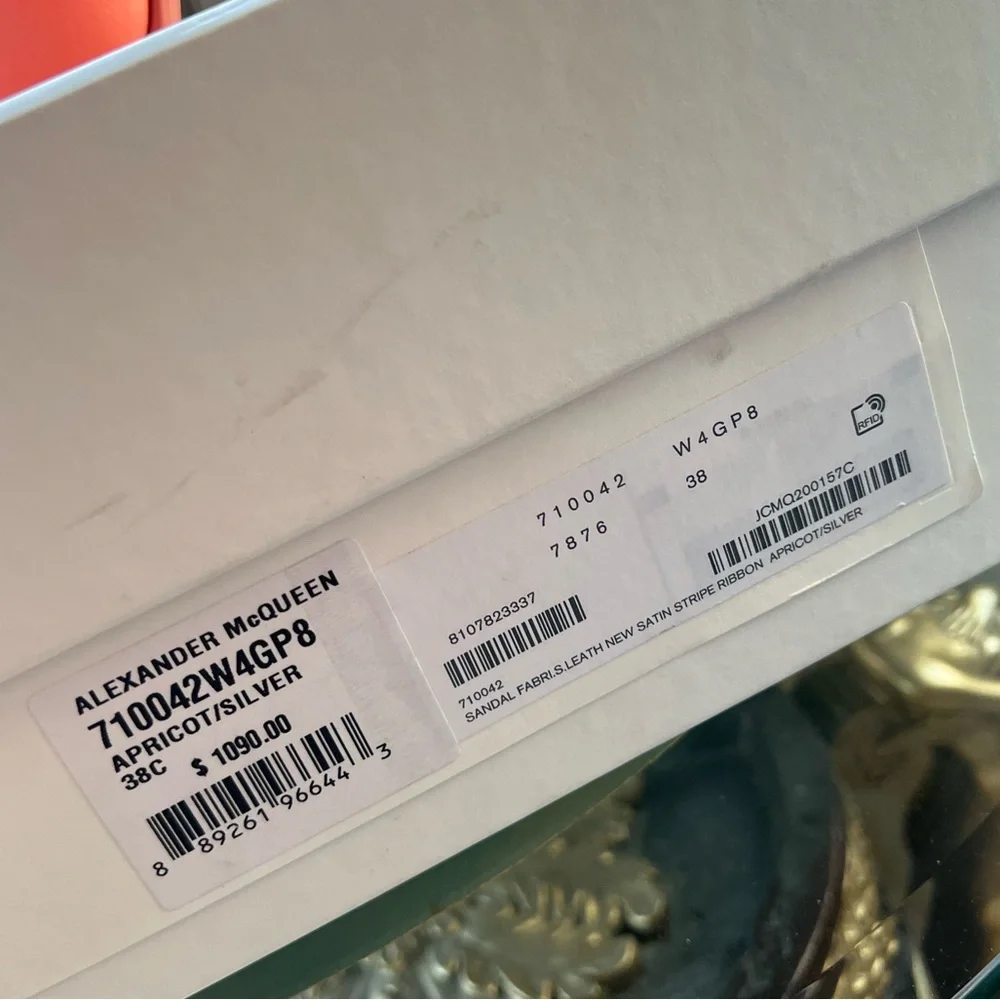 ALEXANDER McQUEEN
710042W4GP8
APRICOT/SILVER
38C $ 1090.00
8 89261 96644 3
710042 W4GP8
7876 38
RFID
8107823337
JCMQ200157C
710042
SANDAL FABRI.S.LEATH NEW SATIN STRIPE RIBBON APRICOT/SILVER